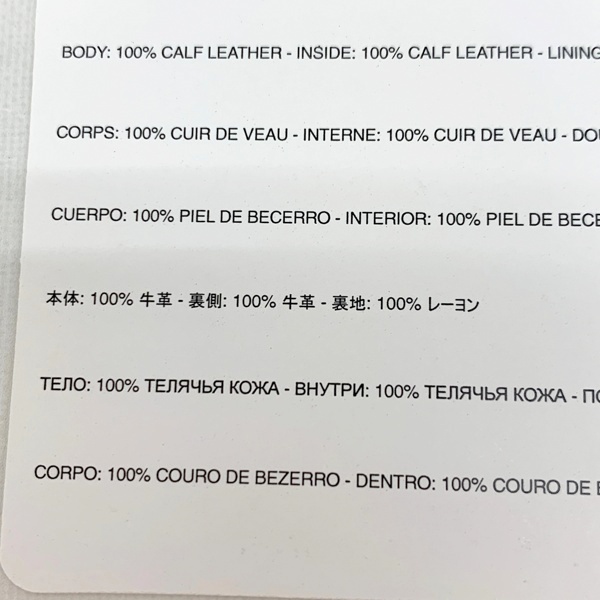 BODY: 100% CALF LEATHER - INSIDE: 100% CALF LEATHER - LINING
CORPS: 100% CUIR DE VEAU - INTERNE: 100% CUIR DE VEAU - DOU
CUERPO: 100% PIEL DE BECERRO - INTERIOR: 100% PIEL DE BECE
本体: 100% 牛革 - 裏側: 100% 牛革 - 裏地: 100% レーヨン
ТЕЛО: 100% ТЕЛЯЧЬЯ КОЖА - ВНУТРИ: 100% ТЕЛЯЧЬЯ КОЖА - ПО
CORPO: 100% COURO DE BEZERRO - DENTRO: 100% COURO DE B